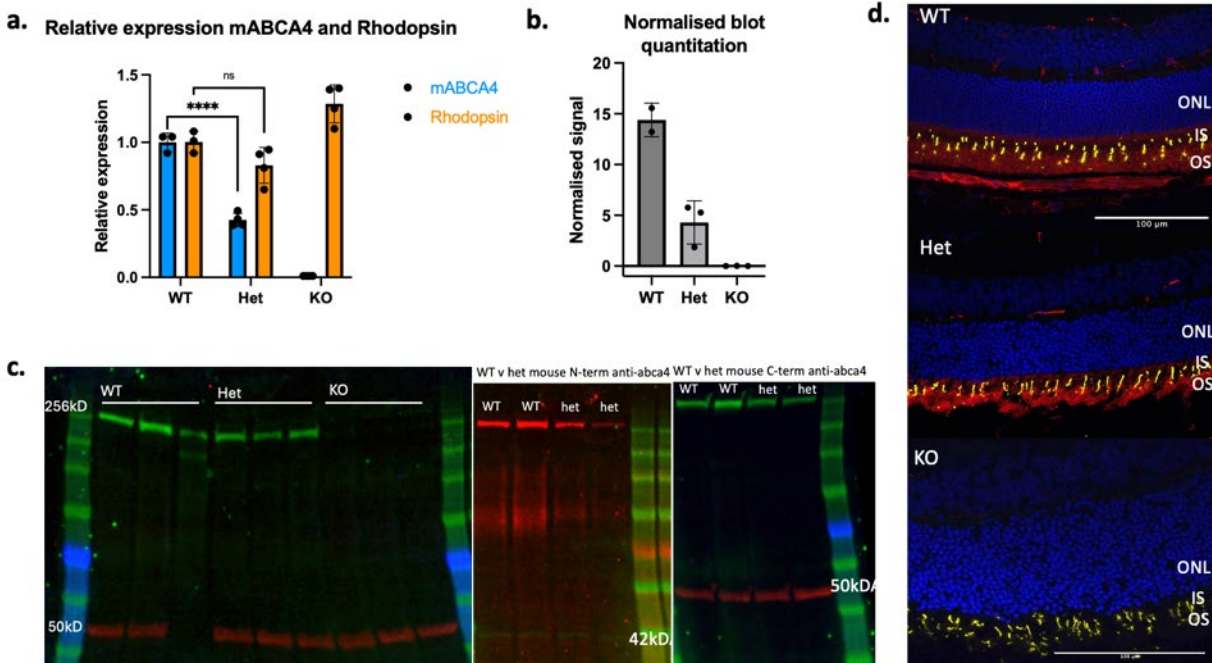 a. Relative expression mABCA4 and Rhodopsin
Relative expression
1.5
1.0
0.5
0.0
ns
****
WT Het KO
mABCA4
Rhodopsin
b. Normalised blot
quantitation
Normalised signal
20
15
10
5
0
WT Het KO
c.
256kD
50kD
WT Het KO
WT v het mouse N-term anti-abca4
WT WT het het
42kD
WT v het mouse C-term anti-abca4
WT WT het het
50kDA
d.
WT
ONL
IS
OS
100 µm
Het
ONL
IS
OS
KO
ONL
IS
OS